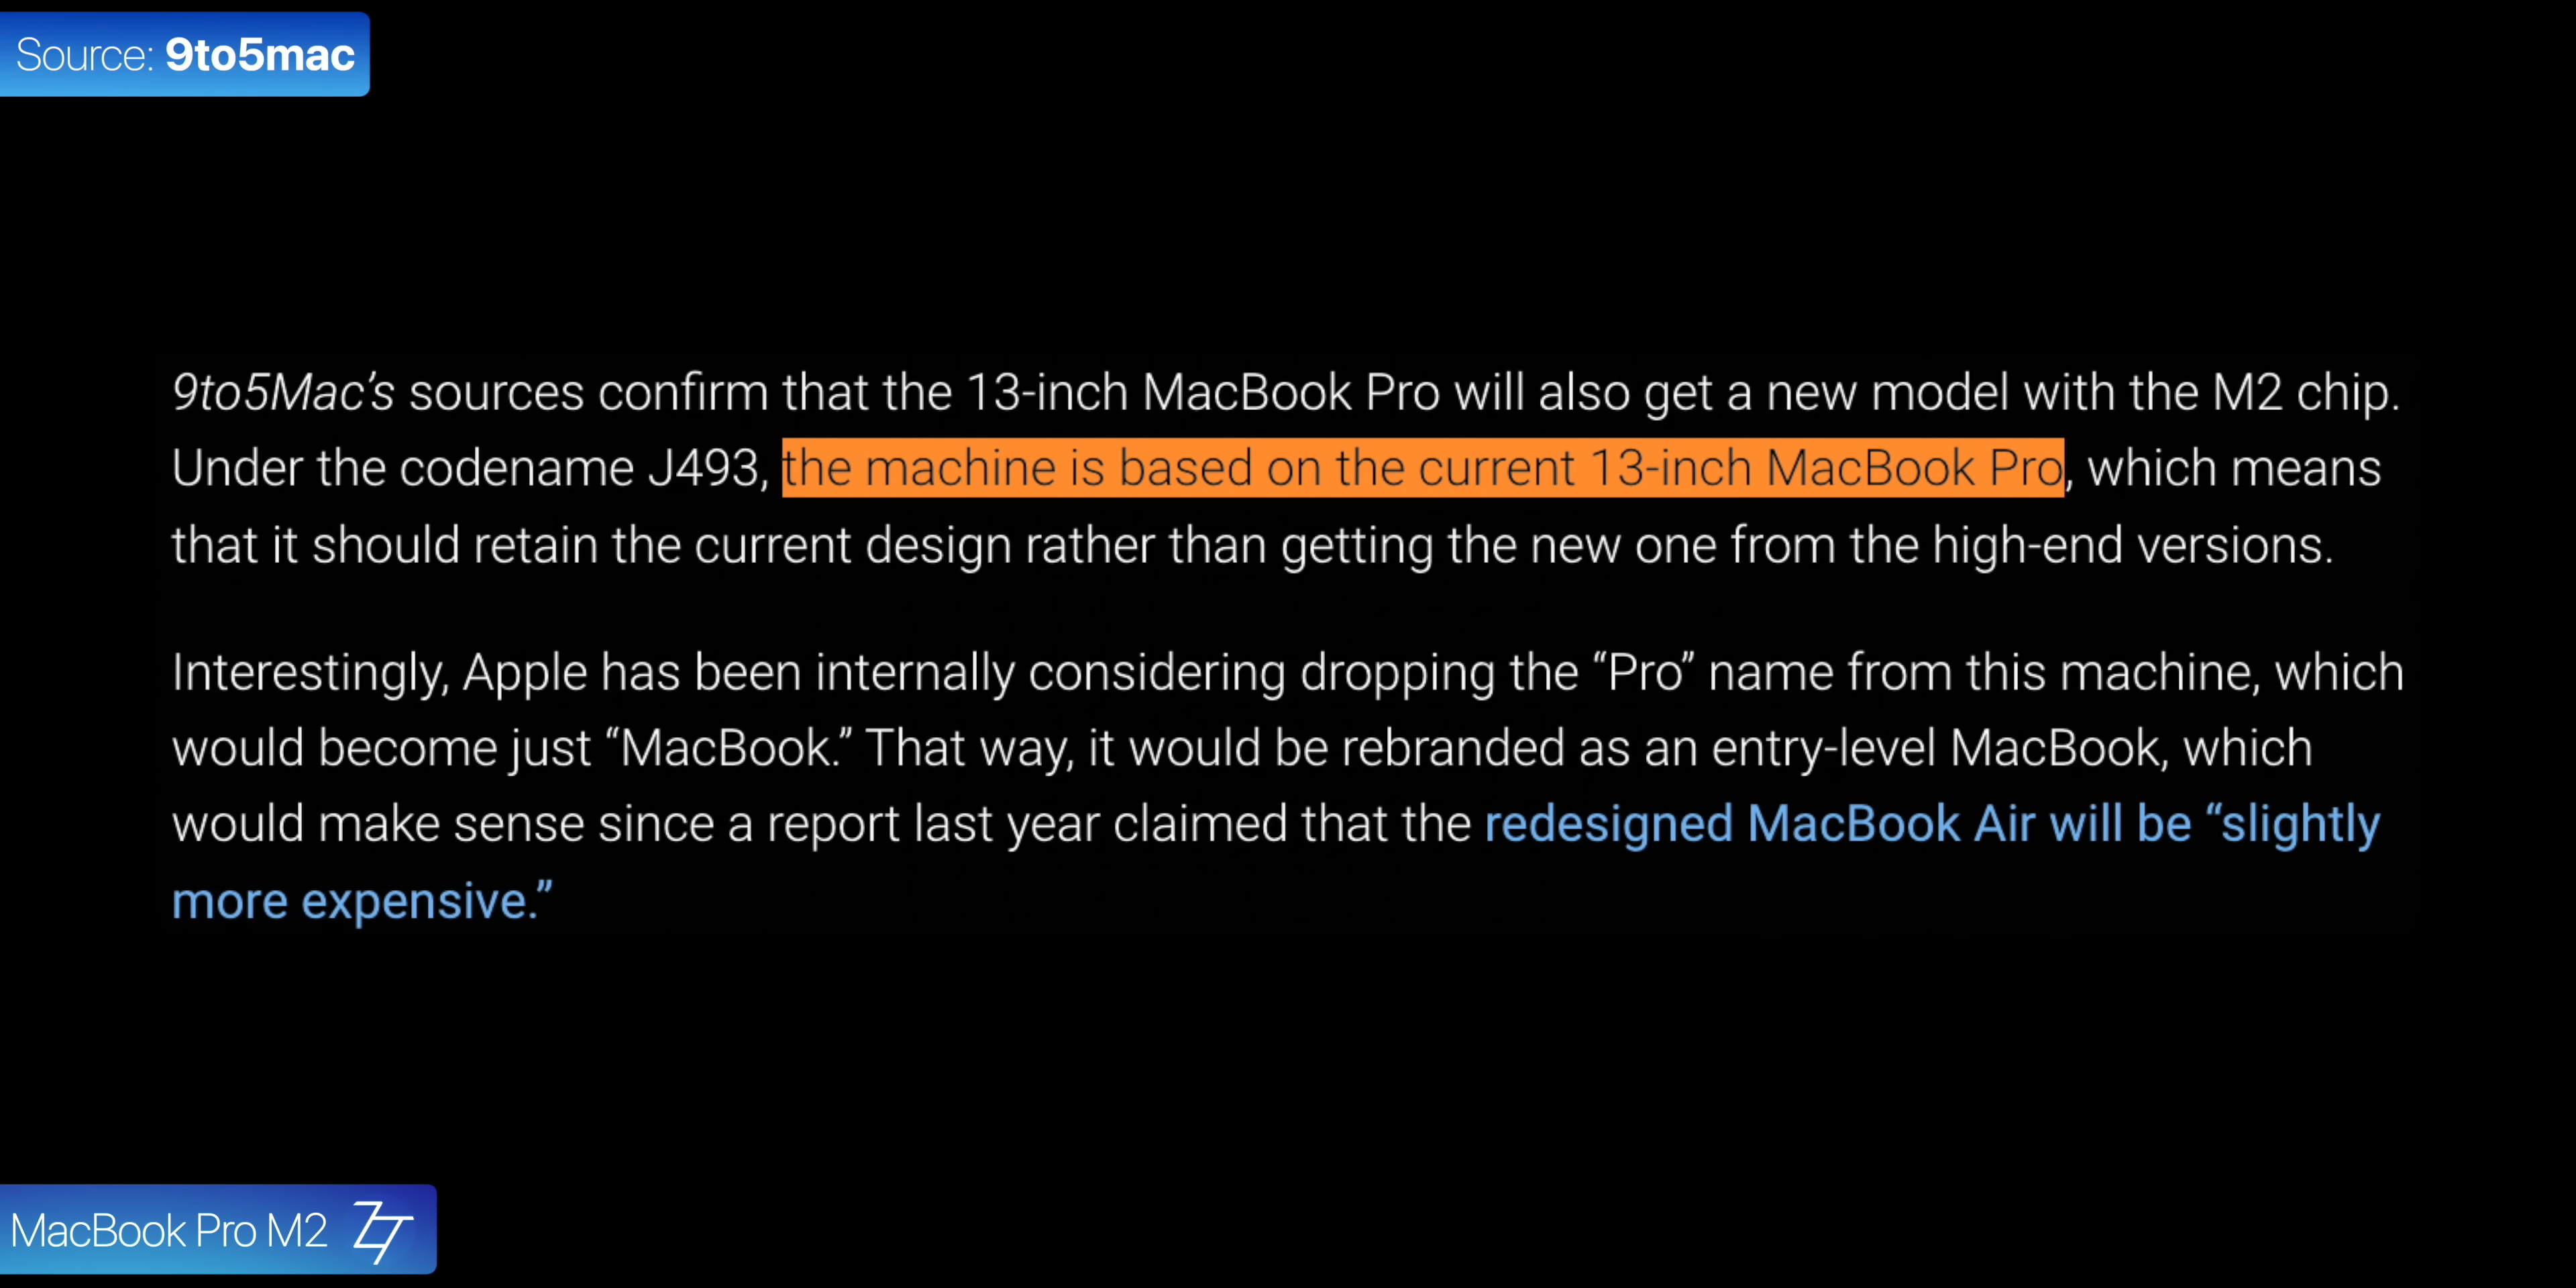 Source: 9to5mac
9to5Mac’s sources confirm that the 13-inch MacBook Pro will also get a new model with the M2 chip.
Under the codename J493, the machine is based on the current 13-inch MacBook Pro, which means
that it should retain the current design rather than getting the new one from the high-end versions.
Interestingly, Apple has been internally considering dropping the “Pro” name from this machine, which
would become just “MacBook.” That way, it would be rebranded as an entry-level MacBook, which
would make sense since a report last year claimed that the redesigned MacBook Air will be “slightly
more expensive.”
MacBook Pro M2 ZT